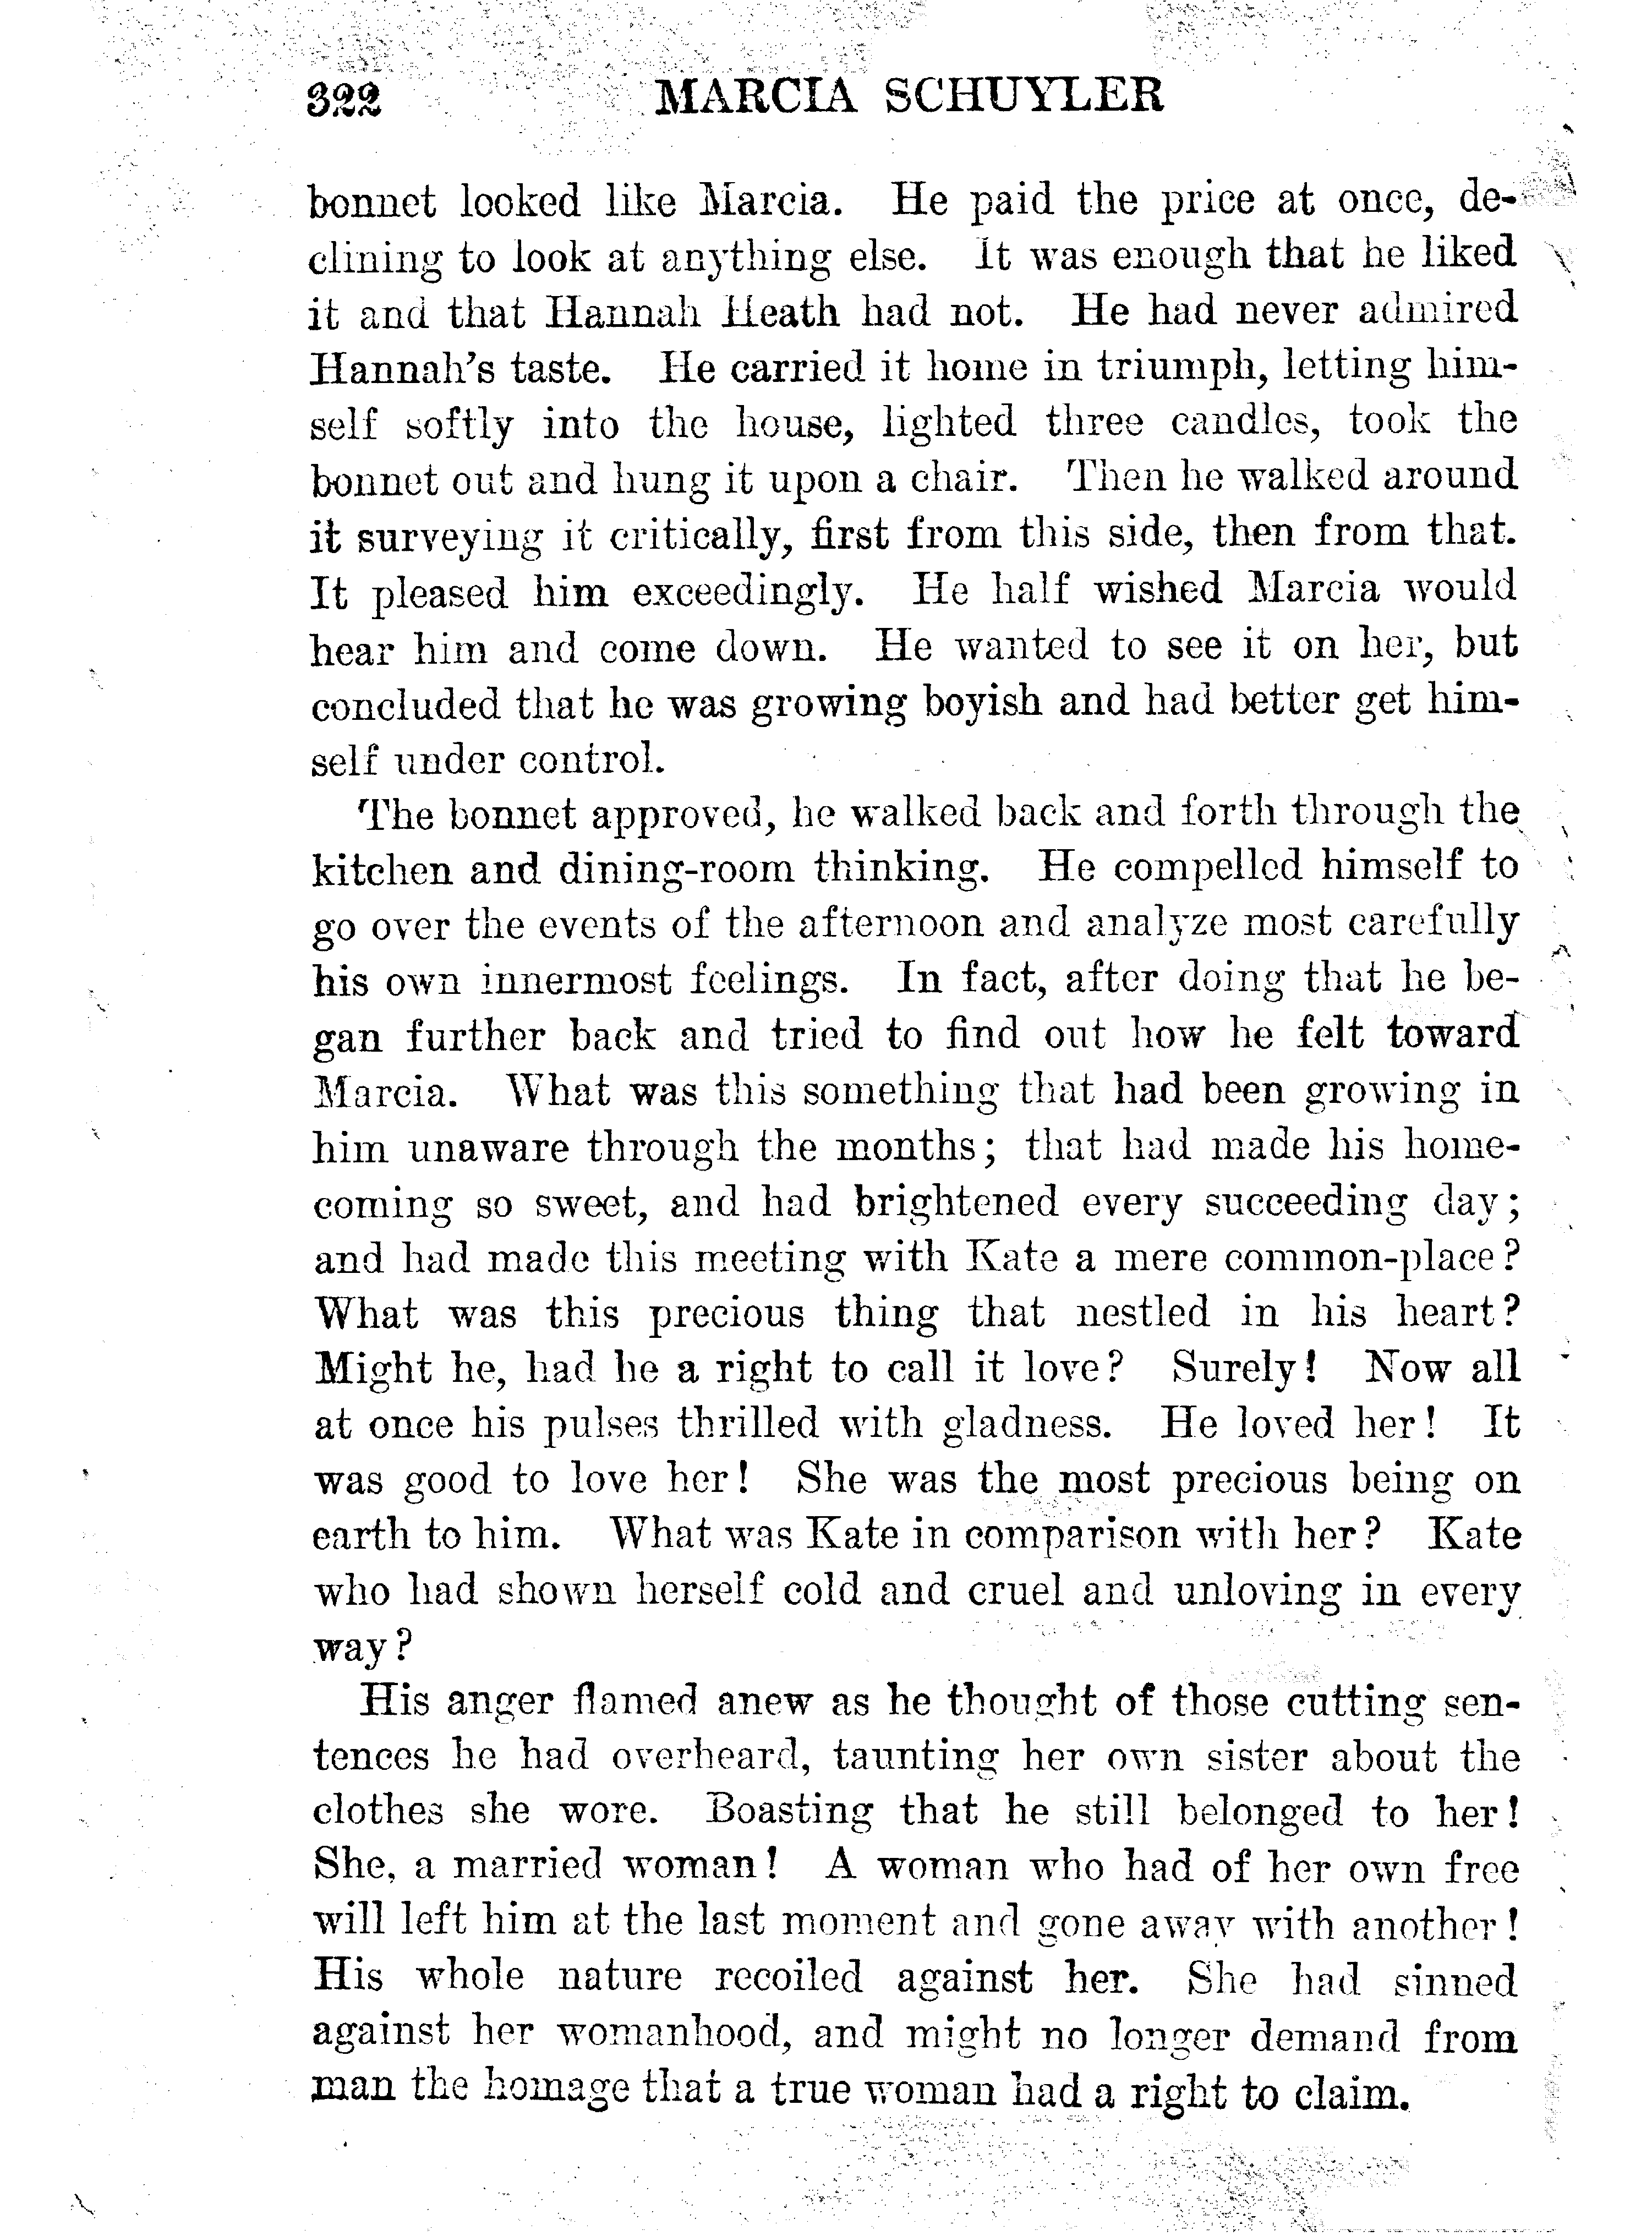 322 MARCIA SCHUYLER
bonnet looked like Marcia. He paid the price at once, de-
clining to look at anything else. It was enough that he liked
it and that Hannah Heath had not. He had never admired
Hannah's taste. He carried it home in triumph, letting him-
self softly into the house, lighted three candles, took the
bonnet out and hung it upon a chair. Then he walked around
it surveying it critically, first from this side, then from that.
It pleased him exceedingly. He half wished Marcia would
hear him and come down. He wanted to see it on her, but
concluded that he was growing boyish and had better get him-
self under control.
The bonnet approved, he walked back and forth through the
kitchen and dining-room thinking. He compelled himself to
go over the events of the afternoon and analyze most carefully
his own innermost feelings. In fact, after doing that he be-
gan further back and tried to find out how he felt toward
Marcia. What was this something that had been growing in
him unaware through the months; that had made his home-
coming so sweet, and had brightened every succeeding day;
and had made this meeting with Kate a mere common-place?
What was this precious thing that nestled in his heart?
Might he, had he a right to call it love? Surely! Now all
at once his pulses thrilled with gladness. He loved her! It
was good to love her! She was the most precious being on
earth to him. What was Kate in comparison with her? Kate
who had shown herself cold and cruel and unloving in every
way?
His anger flamed anew as he thought of those cutting sen-
tences he had overheard, taunting her own sister about the
clothes she wore. Boasting that he still belonged to her!
She, a married woman! A woman who had of her own free
will left him at the last moment and gone away with another!
His whole nature recoiled against her. She had sinned
against her womanhood, and might no longer demand from
man the homage that a true woman had a right to claim.